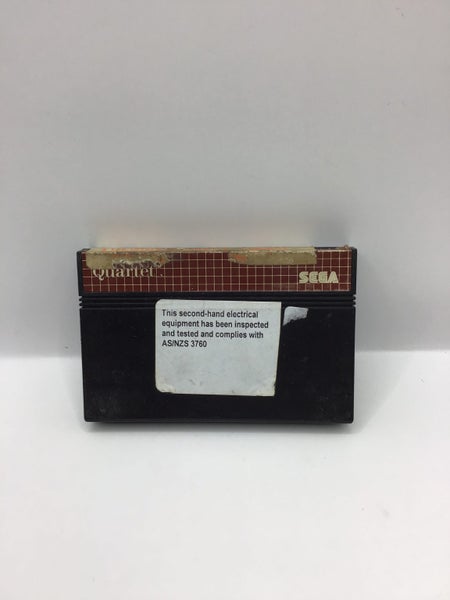 Quartet
SEGA
This second-hand electrical
equipment has been inspected
and tested and complies with
AS/NZS 3760